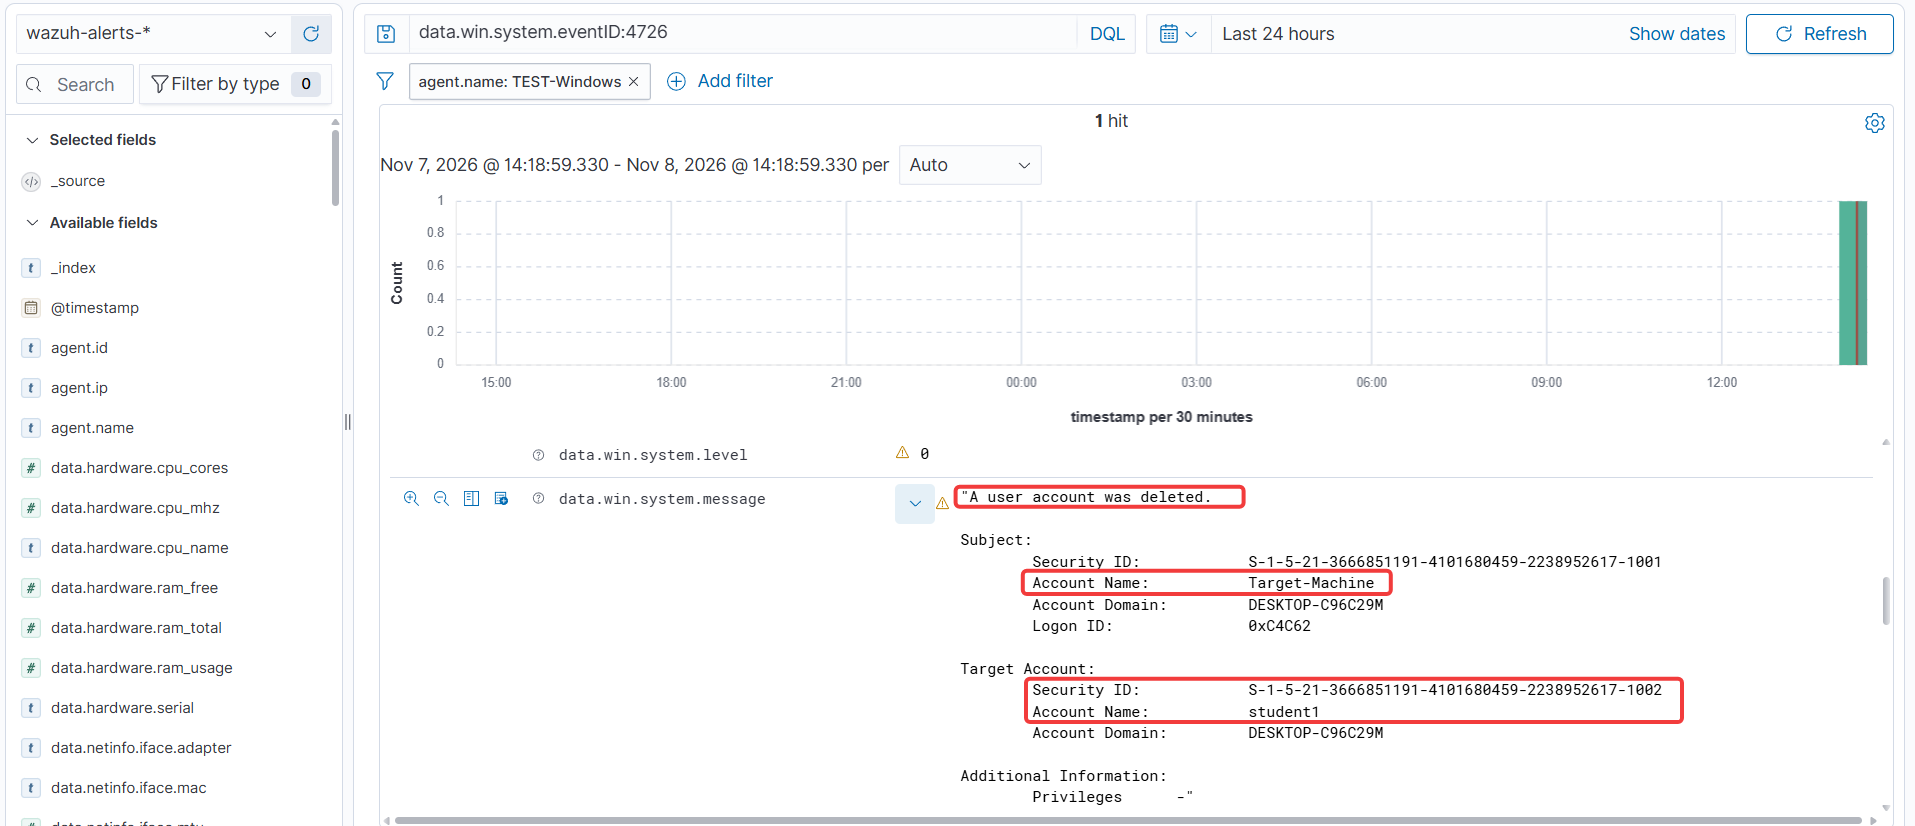 wazuh-alerts-*
Search
Filter by type 0
Selected fields
_source
Available fields
_index
@timestamp
agent.id
agent.ip
agent.name
data.hardware.cpu_cores
data.hardware.cpu_mhz
data.hardware.cpu_name
data.hardware.ram_free
data.hardware.ram_total
data.hardware.ram_usage
data.hardware.serial
data.netinfo.iface.adapter
data.netinfo.iface.mac
data.win.system.eventID:4726
DQL
Last 24 hours
Show dates
Refresh
agent.name: TEST-Windows ×
Add filter
1 hit
Nov 7, 2026 @ 14:18:59.330 - Nov 8, 2026 @ 14:18:59.330 per Auto
Count
1
0.8
0.6
0.4
0.2
0
15:00 18:00 21:00 00:00 03:00 06:00 09:00 12:00
timestamp per 30 minutes
data.win.system.level 0
data.win.system.message "A user account was deleted.
Subject:
Security ID: S-1-5-21-3666851191-4101680459-2238952617-1001
Account Name: Target-Machine
Account Domain: DESKTOP-C96C29M
Logon ID: 0xC4C62
Target Account:
Security ID: S-1-5-21-3666851191-4101680459-2238952617-1002
Account Name: student1
Account Domain: DESKTOP-C96C29M
Additional Information:
Privileges -"